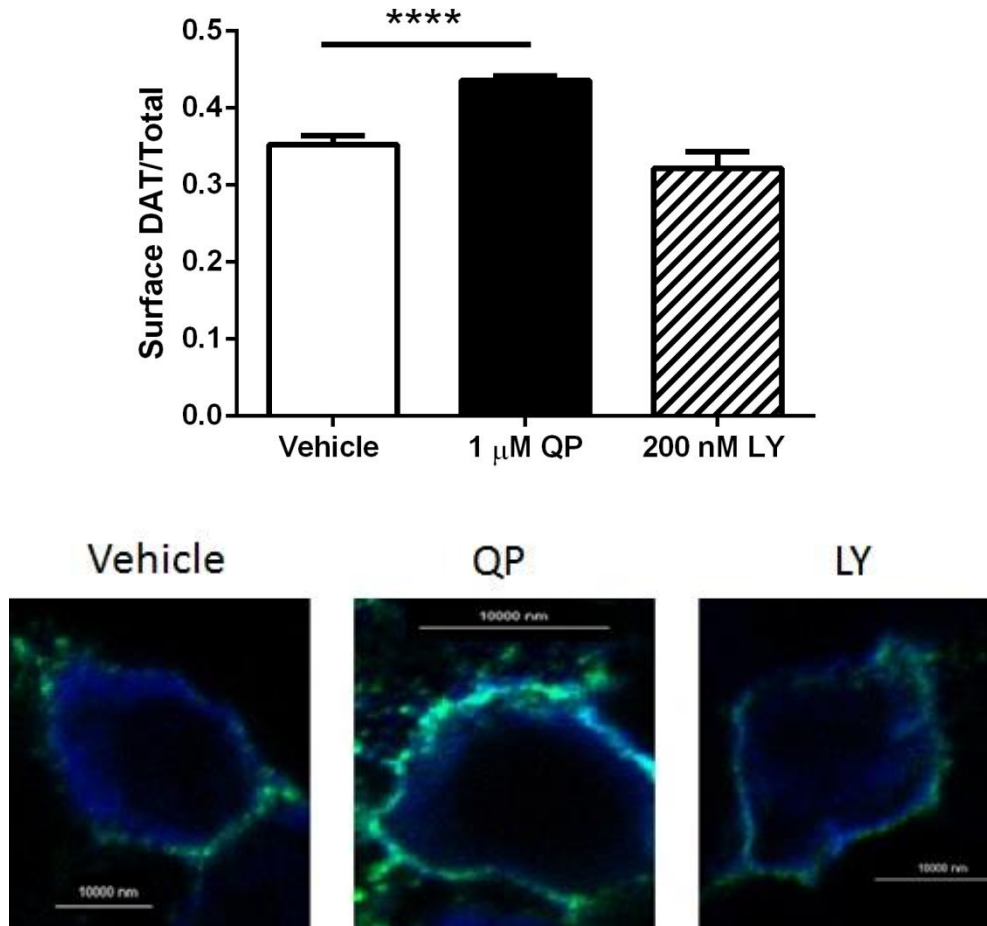 ****
0.5
0.4
0.3
0.2
0.1
0.0
Surface DAT/Total
Vehicle
1 μM QP
200 nM LY
Vehicle
QP
LY
10000 nm
10000 nm
10000 nm